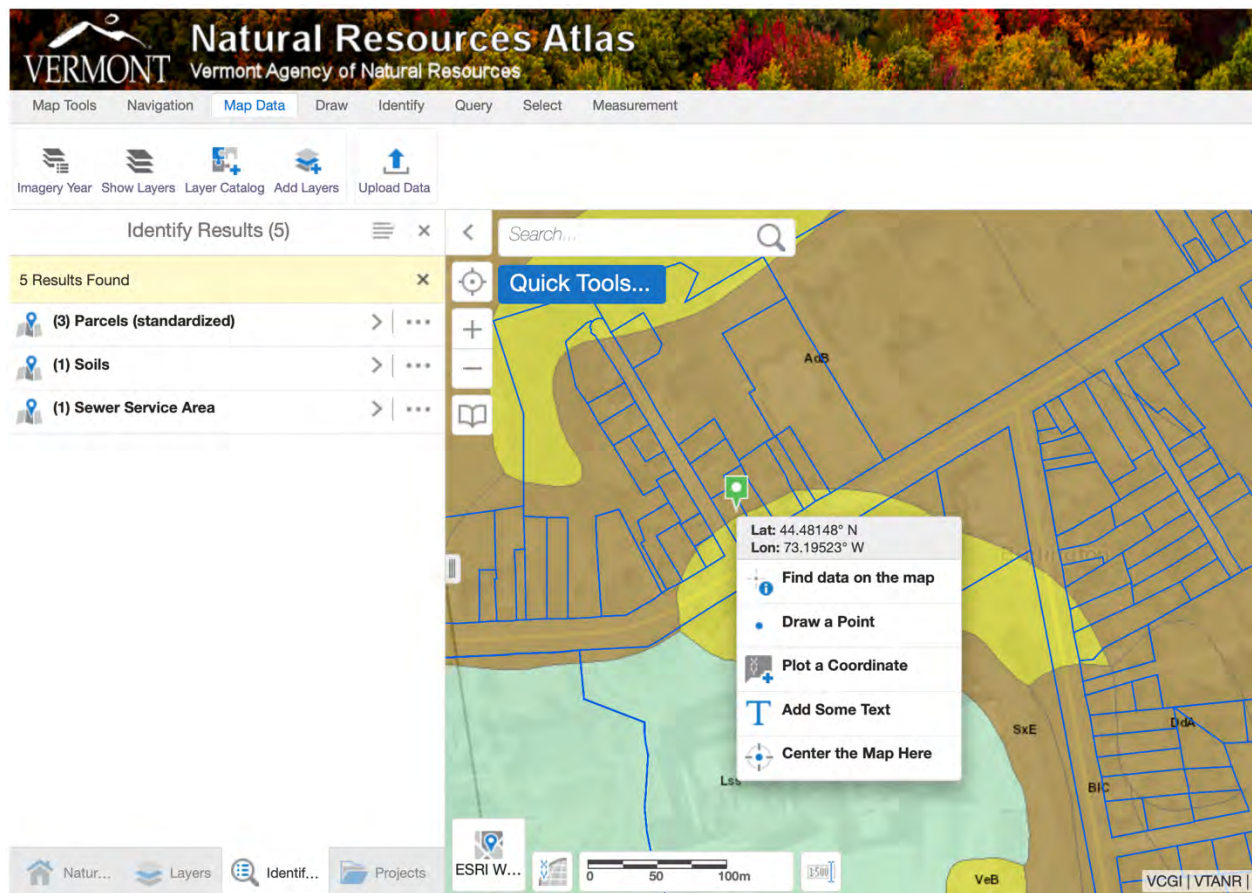 VERMONT
Natural Resources Atlas
Vermont Agency of Natural Resources
Map Tools Navigation Map Data Draw Identify Query Select Measurement
Imagery Year Show Layers Layer Catalog Add Layers Upload Data
Identify Results (5)
5 Results Found
(3) Parcels (standardized)
(1) Soils
(1) Sewer Service Area
Search...
Quick Tools...
AdB
Lat: 44.48148° N
Lon: 73.19523° W
Burlington
Find data on the map
Draw a Point
Plot a Coordinate
Add Some Text
Center the Map Here
SxE
DdA
Lss
BlC
VeB
Natur... Layers Identif... Projects
ESRI W...
0 50 100m
1:500
VCGI | VTANR |